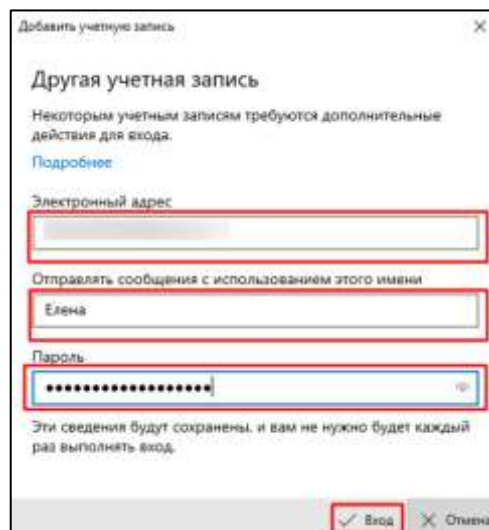 Добавить учетную запись
Другая учетная запись
Некоторым учетным записям требуются дополнительные
действия для входа.
Подробнее
Электронный адрес
Отправлять сообщения с использованием этого имени
Елена
Пароль
••••••••••••••••••
Эти сведения будут сохранены, и вам не нужно будет каждый
раз выполнять вход.
Вход Отмена